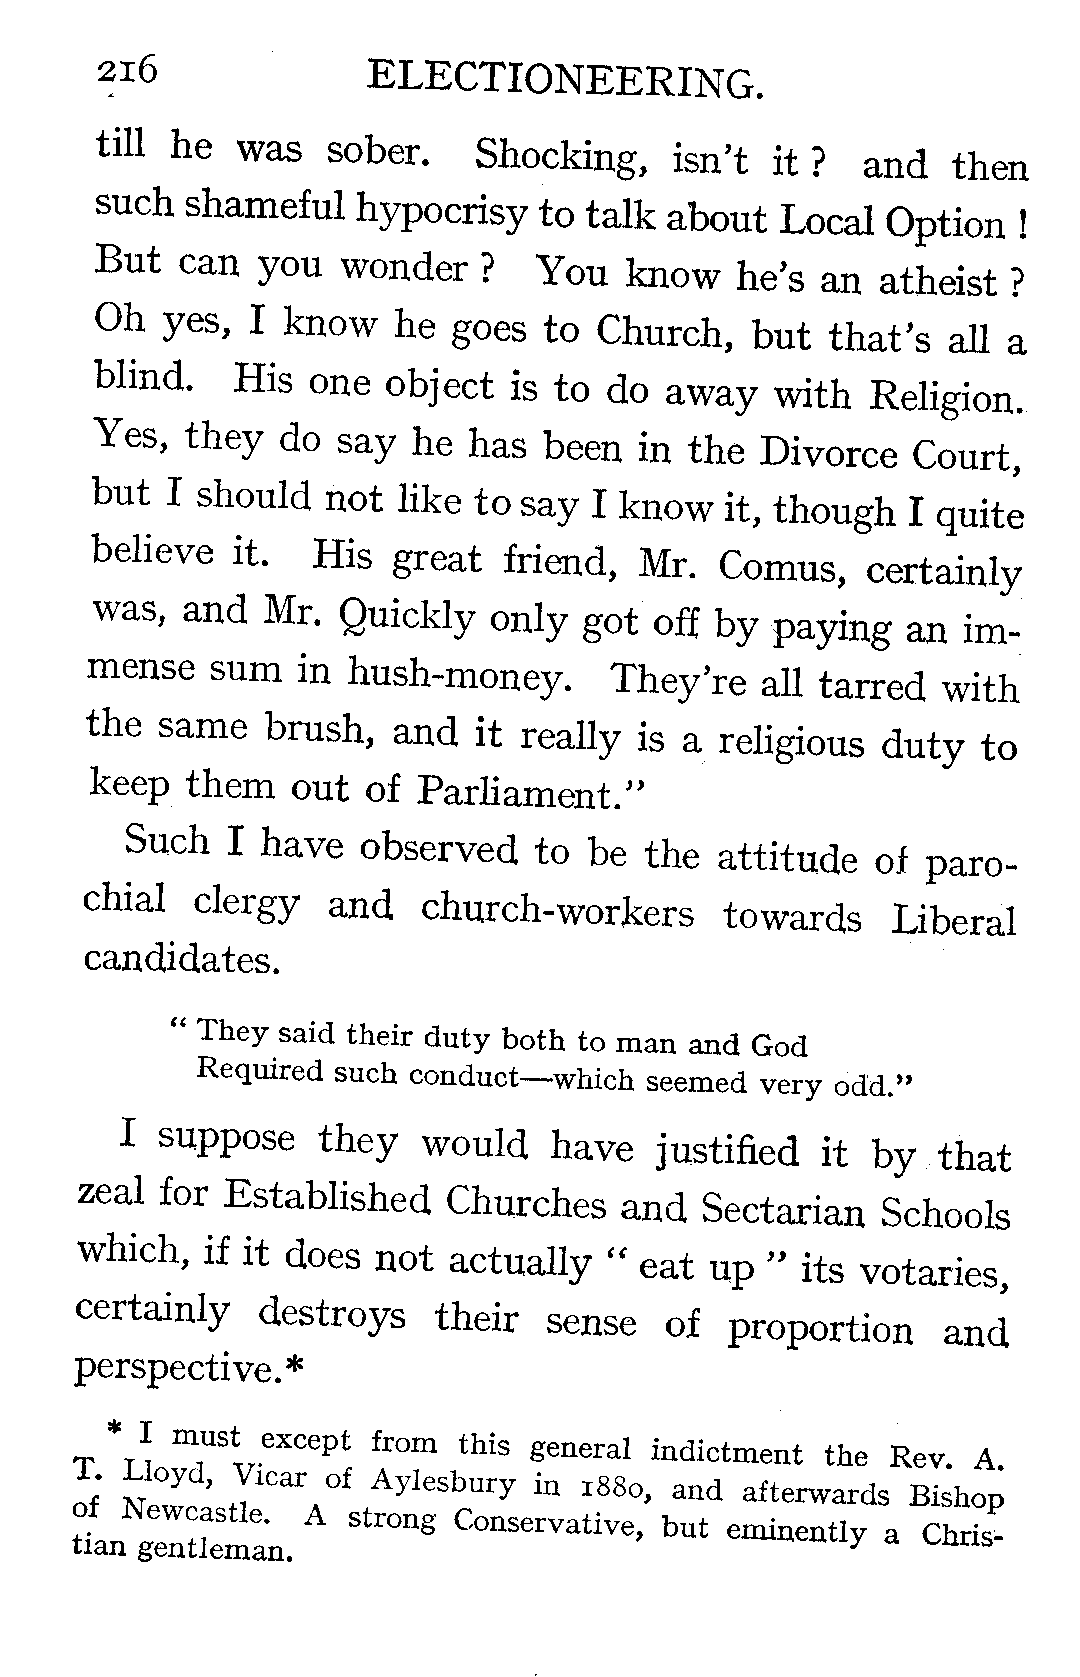 216 ELECTIONEERING.
till he was sober. Shocking, isn't it ? and then
such shameful hypocrisy to talk about Local Option !
But can you wonder ? You know he's an atheist ?
Oh yes, I know he goes to Church, but that's all a
blind. His one object is to do away with Religion.
Yes, they do say he has been in the Divorce Court,
but I should not like to say I know it, though I quite
believe it. His great friend, Mr. Comus, certainly
was, and Mr. Quickly only got off by paying an im-
mense sum in hush-money. They're all tarred with
the same brush, and it really is a religious duty to
keep them out of Parliament."
Such I have observed to be the attitude of paro-
chial clergy and church-workers towards Liberal
candidates.
" They said their duty both to man and God
Required such conduct—which seemed very odd."
I suppose they would have justified it by that
zeal for Established Churches and Sectarian Schools
which, if it does not actually " eat up " its votaries,
certainly destroys their sense of proportion and
perspective.*
* I must except from this general indictment the Rev. A.
T. Lloyd, Vicar of Aylesbury in 1880, and afterwards Bishop
of Newcastle. A strong Conservative, but eminently a Chris-
tian gentleman.